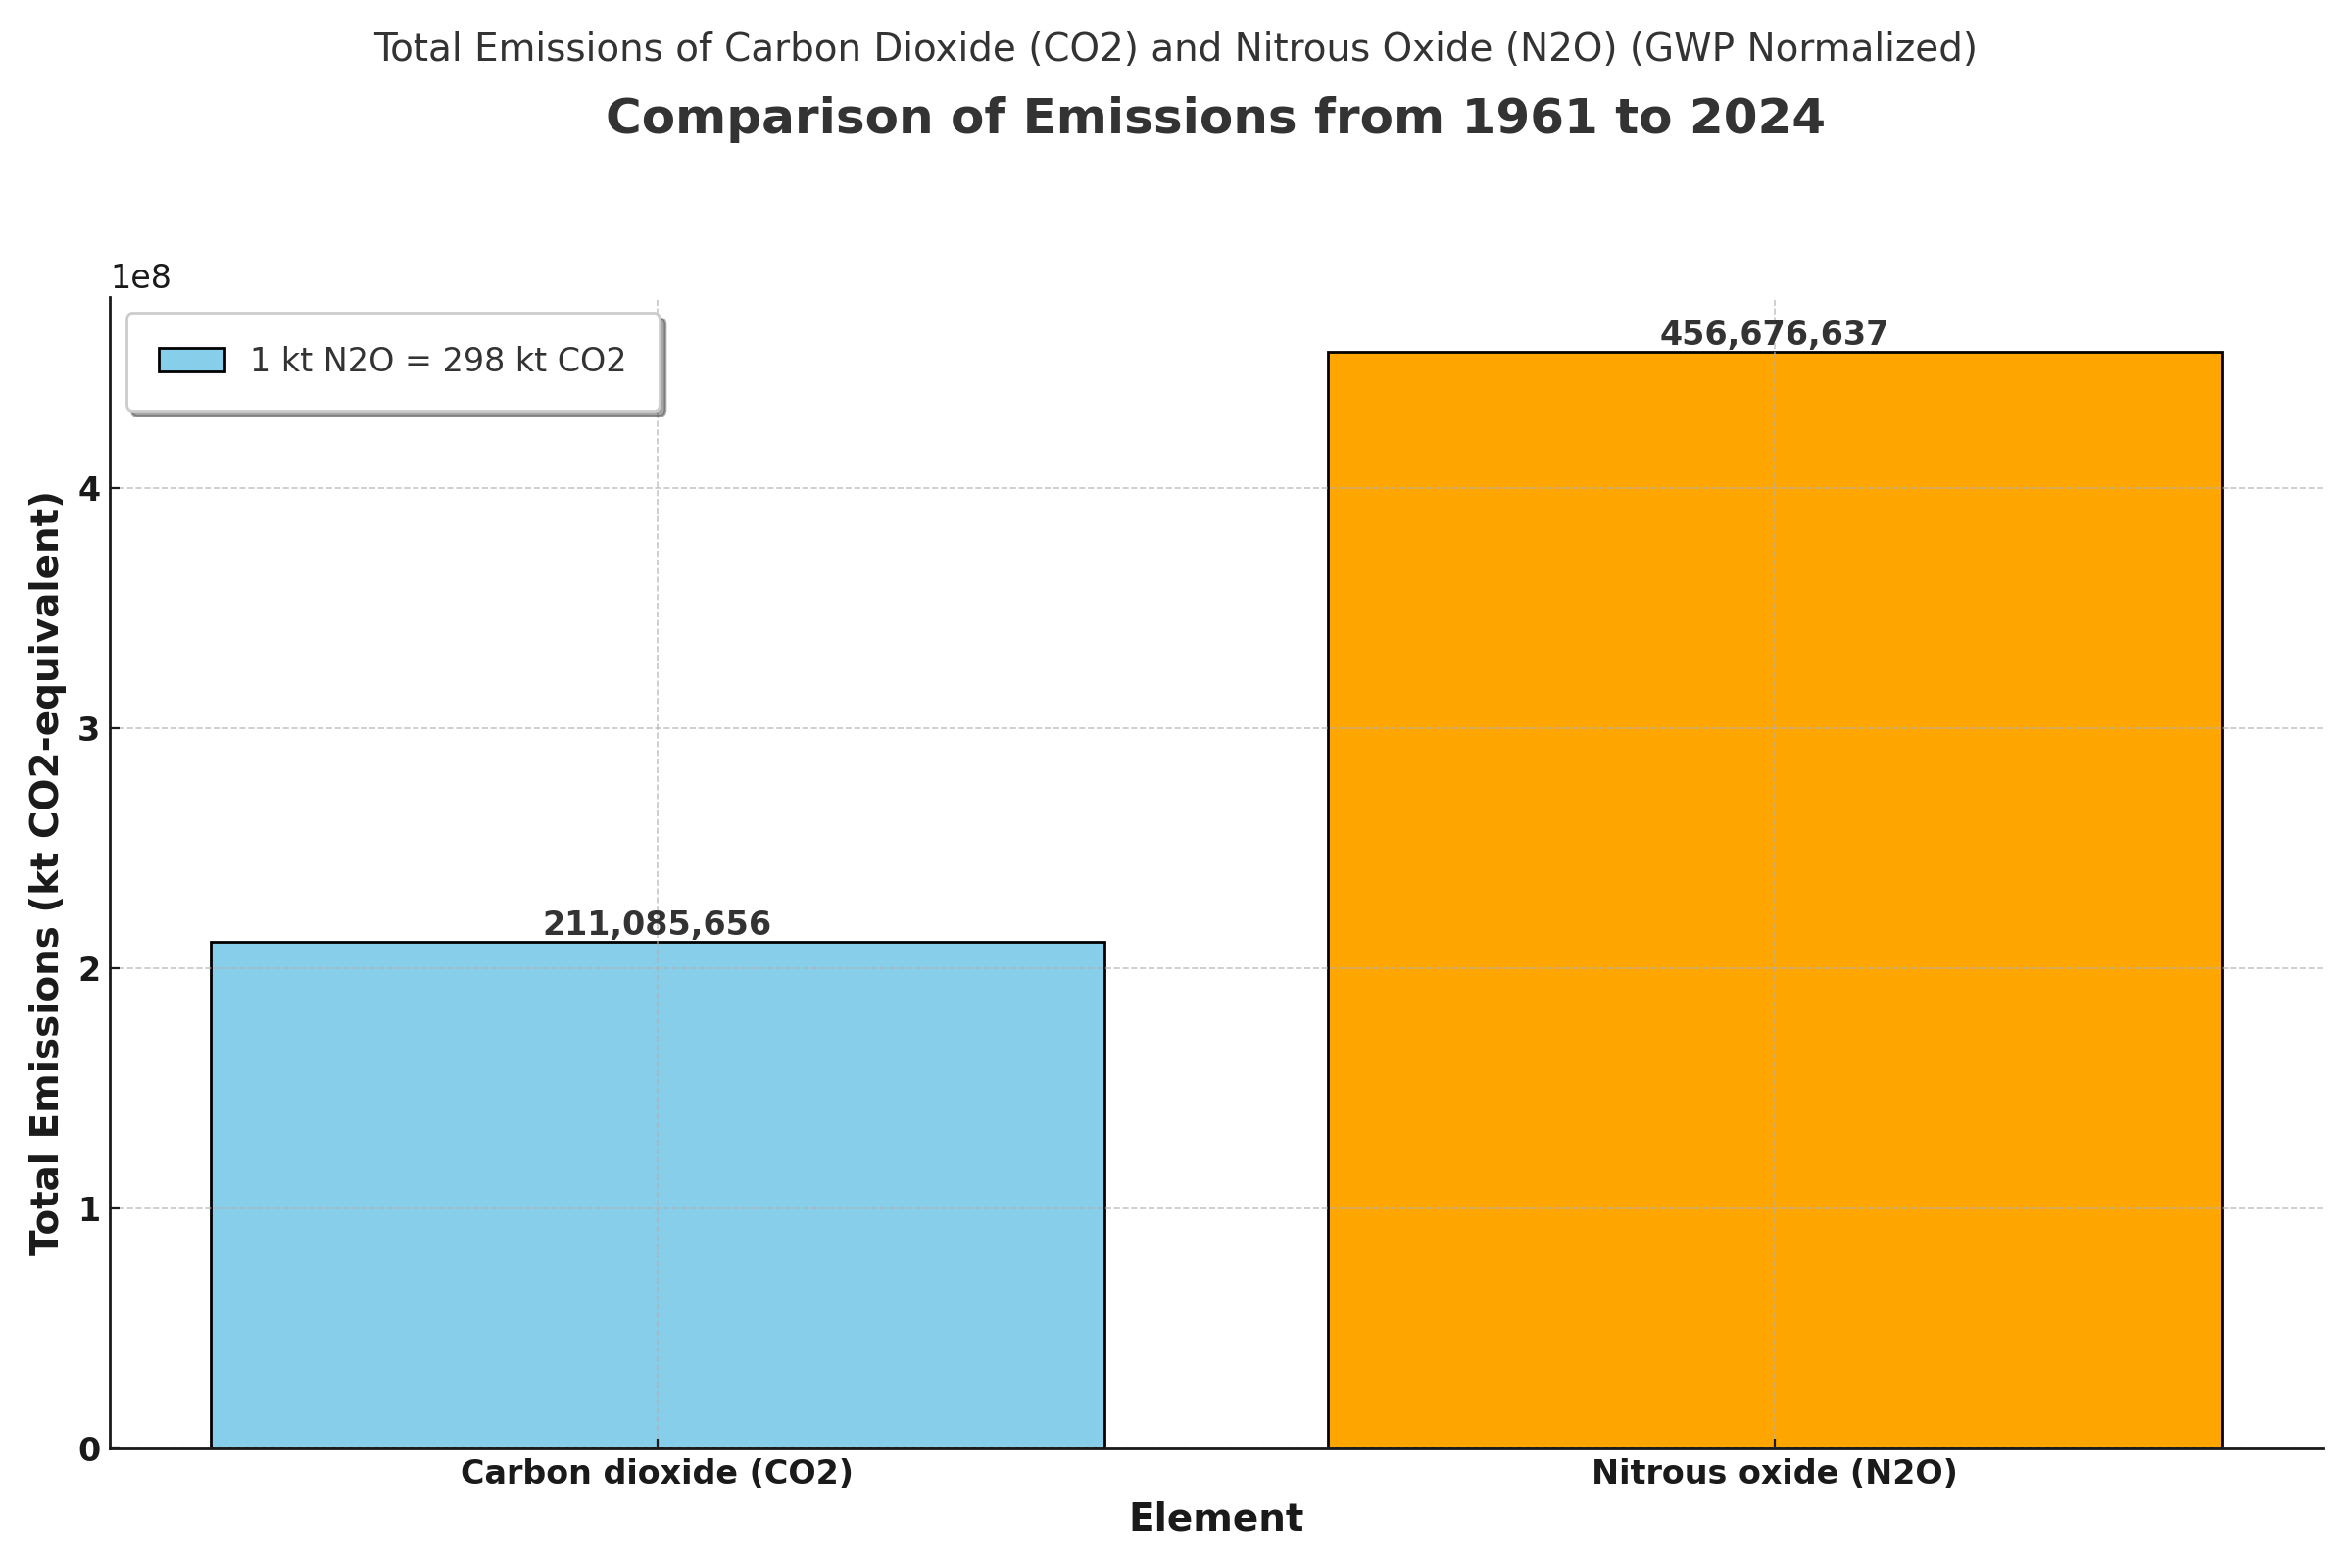 Total Emissions of Carbon Dioxide (CO2) and Nitrous Oxide (N2O) (GWP Normalized)
Comparison of Emissions from 1961 to 2024
1e8
1 kt N2O = 298 kt CO2
456,676,637
211,085,656
Total Emissions (kt CO2-equivalent)
4
3
2
1
0
Carbon dioxide (CO2)
Nitrous oxide (N2O)
Element